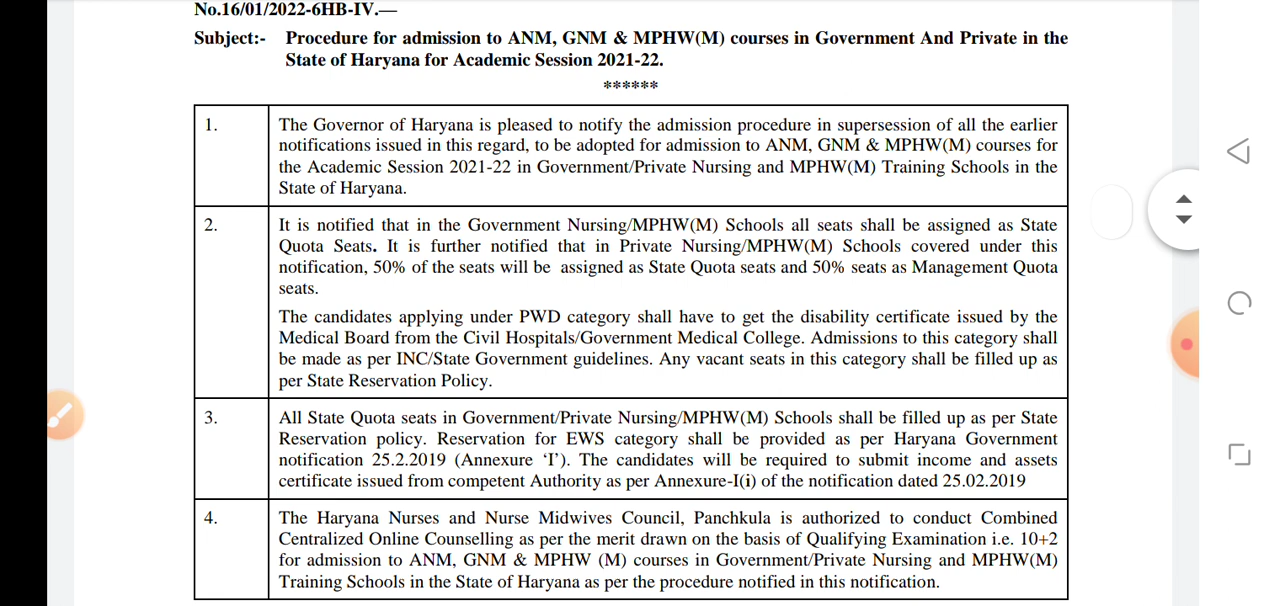 No.16/01/2022-6HB-IV.—
Subject:- Procedure for admission to ANM, GNM & MPHW(M) courses in Government And Private in the
State of Haryana for Academic Session 2021-22.
******
1. The Governor of Haryana is pleased to notify the admission procedure in supersession of all the earlier
notifications issued in this regard, to be adopted for admission to ANM, GNM & MPHW(M) courses for
the Academic Session 2021-22 in Government/Private Nursing and MPHW(M) Training Schools in the
State of Haryana.
2. It is notified that in the Government Nursing/MPHW(M) Schools all seats shall be assigned as State
Quota Seats. It is further notified that in Private Nursing/MPHW(M) Schools covered under this
notification, 50% of the seats will be assigned as State Quota seats and 50% seats as Management Quota
seats.
The candidates applying under PWD category shall have to get the disability certificate issued by the
Medical Board from the Civil Hospitals/Government Medical College. Admissions to this category shall
be made as per INC/State Government guidelines. Any vacant seats in this category shall be filled up as
per State Reservation Policy.
3. All State Quota seats in Government/Private Nursing/MPHW(M) Schools shall be filled up as per State
Reservation policy. Reservation for EWS category shall be provided as per Haryana Government
notification 25.2.2019 (Annexure ‘I’). The candidates will be required to submit income and assets
certificate issued from competent Authority as per Annexure-I(i) of the notification dated 25.02.2019
4. The Haryana Nurses and Nurse Midwives Council, Panchkula is authorized to conduct Combined
Centralized Online Counselling as per the merit drawn on the basis of Qualifying Examination i.e. 10+2
for admission to ANM, GNM & MPHW (M) courses in Government/Private Nursing and MPHW(M)
Training Schools in the State of Haryana as per the procedure notified in this notification.